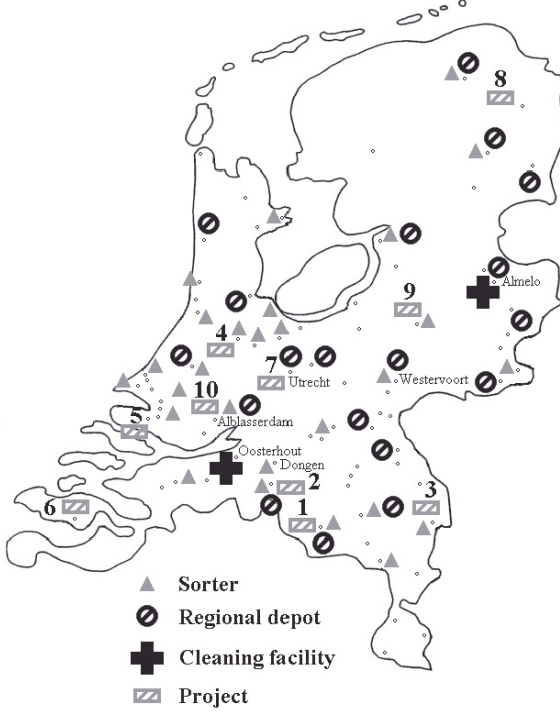 8
Almelo
9
4
7
Utrecht
Westervoort
10
Alblasserdam
5
Oosterhout
Dongen
2
3
6
1
Sorter
Regional depot
Cleaning facility
Project